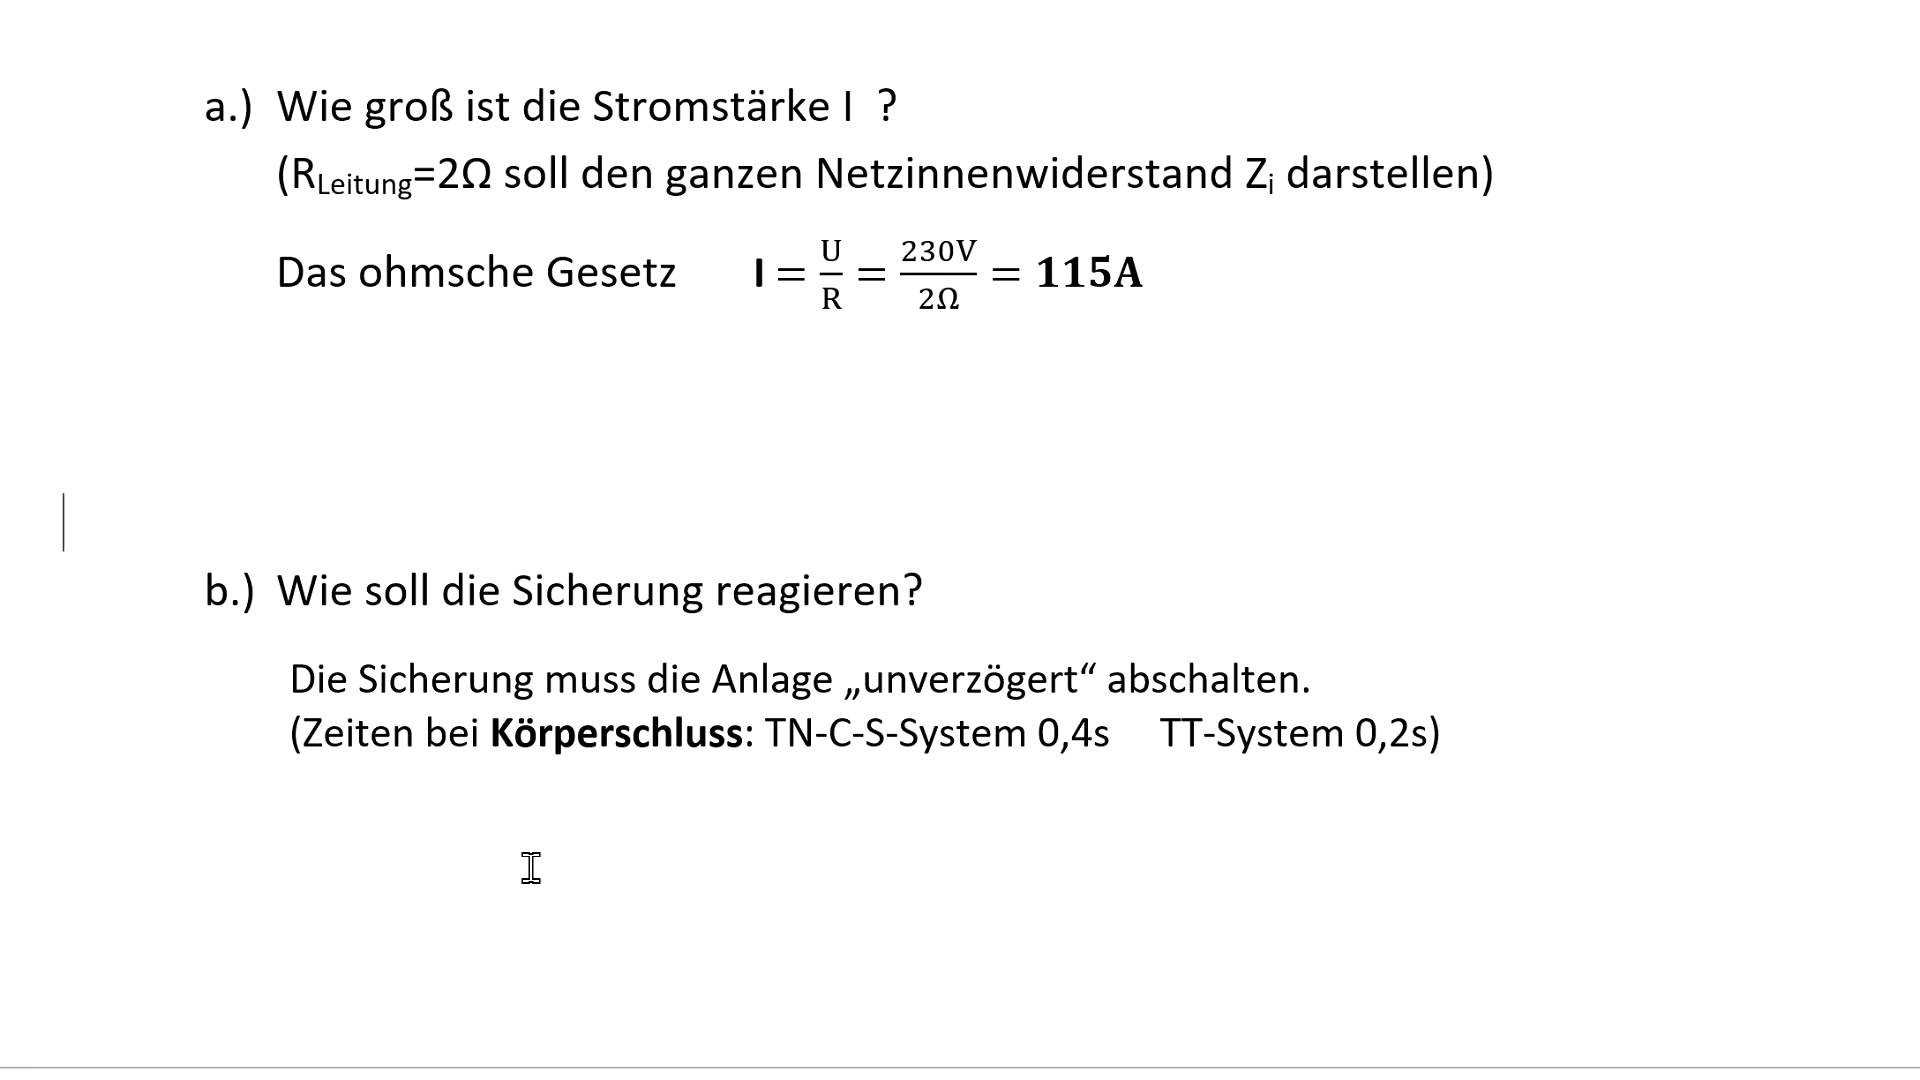 a.) Wie groß ist die Stromstärke I ?
(R_Leitung=2Ω soll den ganzen Netzinnenwiderstand Z_i darstellen)
Das ohmsche Gesetz I = U/R = 230V/2Ω = 115A
b.) Wie soll die Sicherung reagieren?
Die Sicherung muss die Anlage „unverzögert“ abschalten.
(Zeiten bei Körperschluss: TN-C-S-System 0,4s TT-System 0,2s)